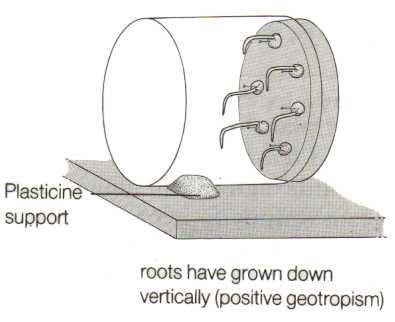 Plasticine
support
roots have grown down
vertically (positive geotropism)